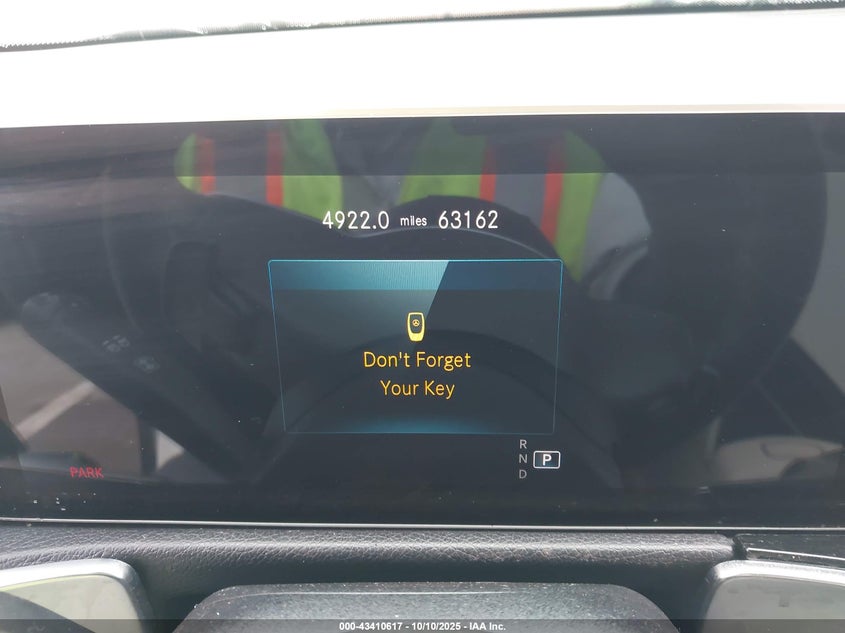 4922.0 miles 63162
Don't Forget
Your Key
R
N P
D
PARK
000-43410617 - 10/10/2025 - IAA Inc.